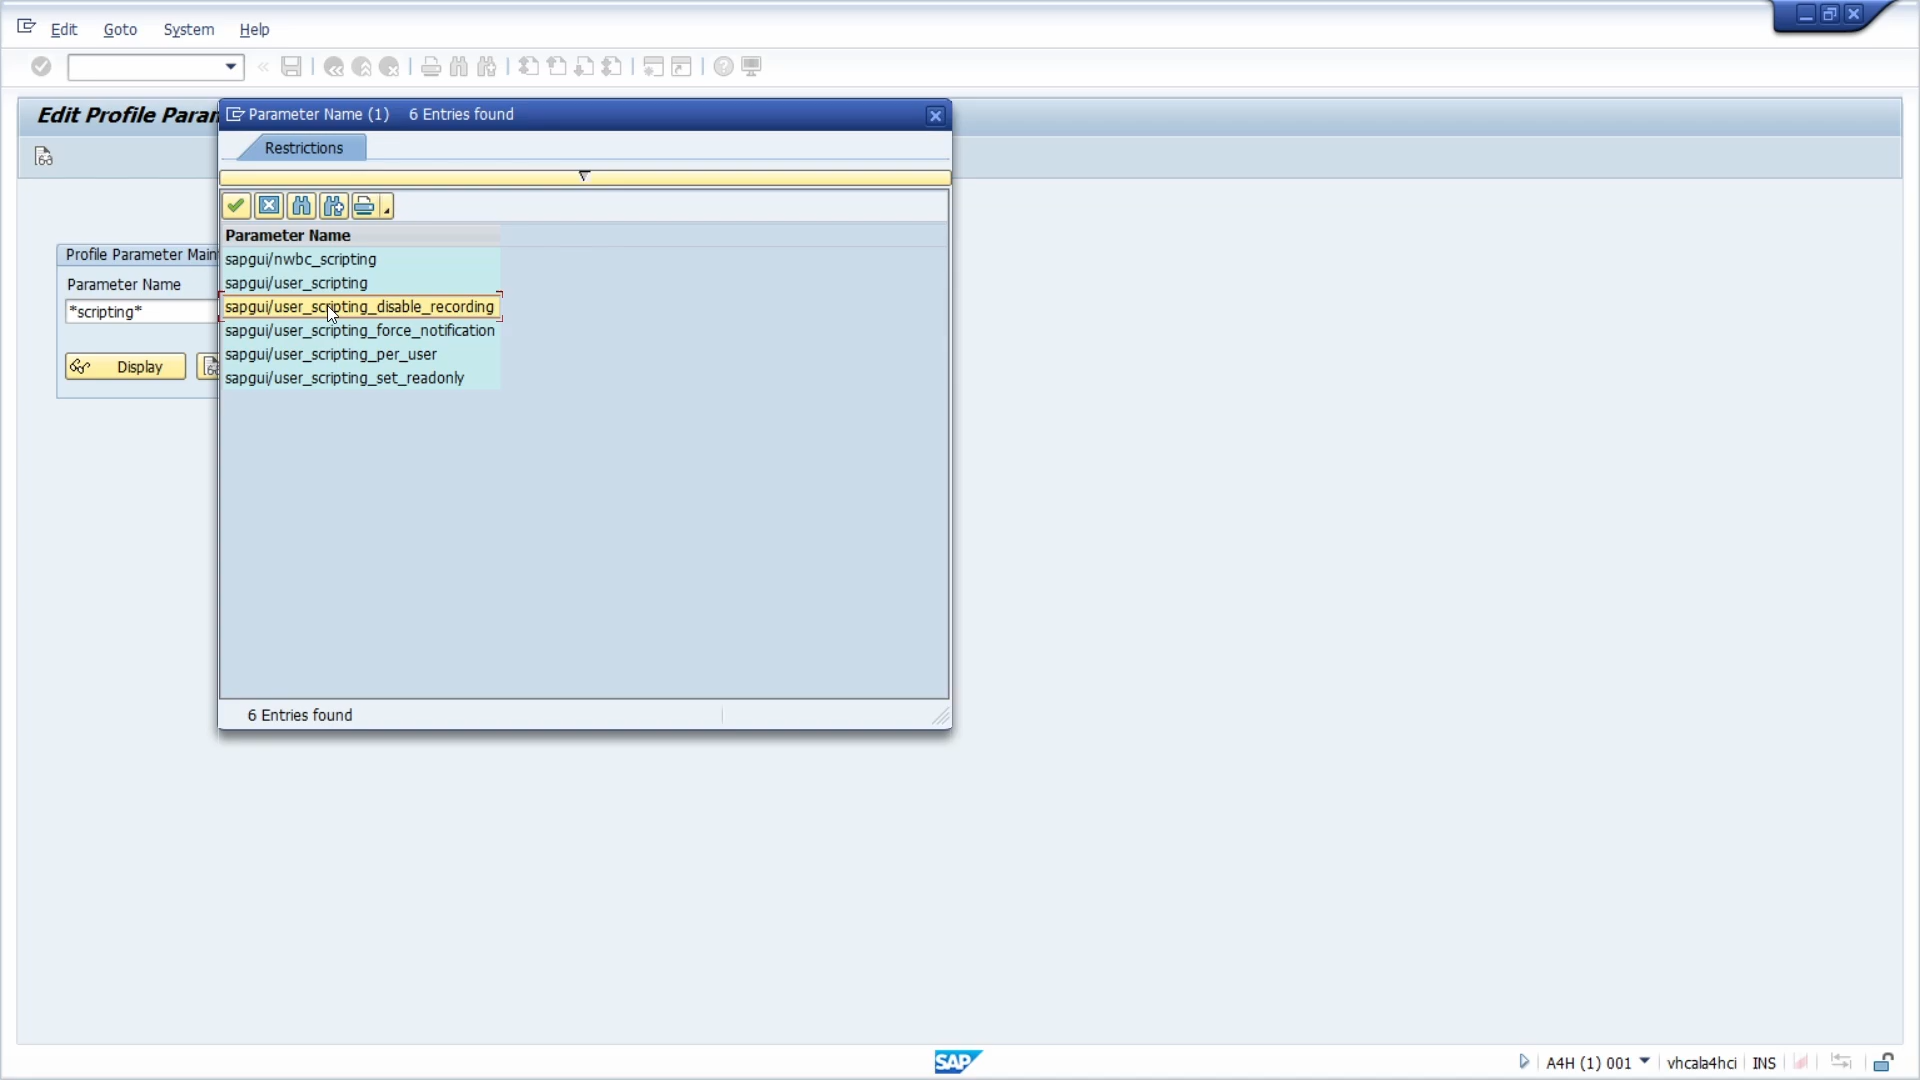 Edit Goto System Help
Edit Profile Param
Parameter Name (1) 6 Entries found
Restrictions
Parameter Name
sapgui/nwbc_scripting
sapgui/user_scripting
sapgui/user_scripting_disable_recording
sapgui/user_scripting_force_notification
sapgui/user_scripting_per_user
sapgui/user_scripting_set_readonly
Profile Parameter Main
Parameter Name
*scripting*
Display
6 Entries found
SAP
A4H (1) 001 vhcala4hci INS